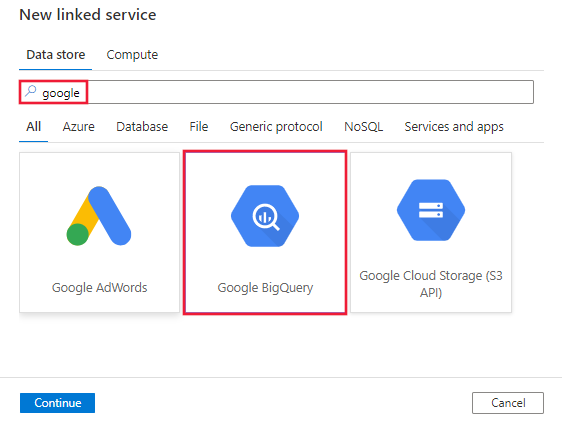 New linked service
Data store Compute
google
All Azure Database File Generic protocol NoSQL Services and apps
Google AdWords Google BigQuery Google Cloud Storage (S3
API)
Continue Cancel